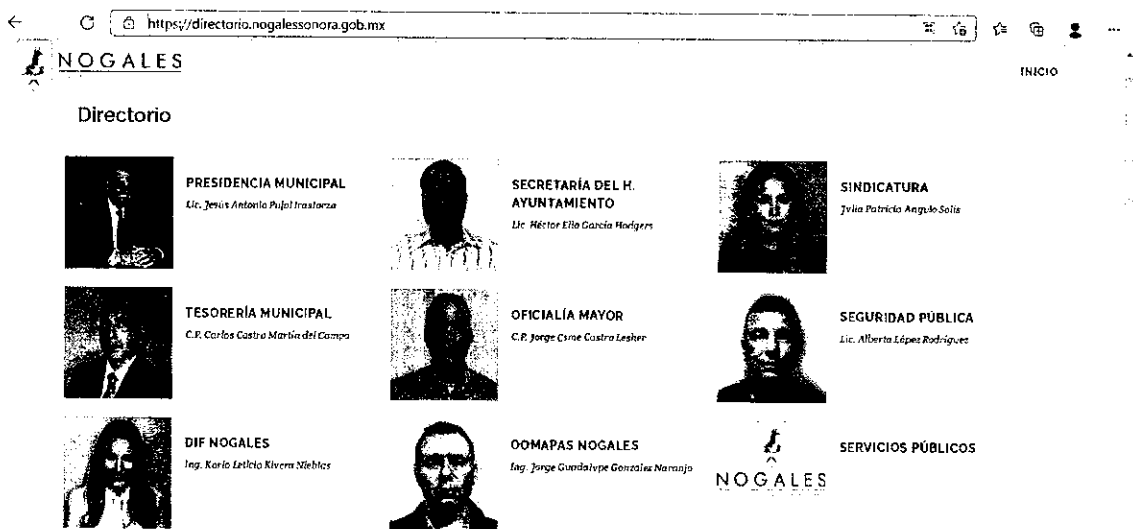 https://directorio.nogalessonora.gob.mx
NOGALES
INICIO
Directorio
PRESIDENCIA MUNICIPAL
Lic. Jesús Antonio Pujol Irastorza
SECRETARÍA DEL H.
AYUNTAMIENTO
Lic. Héctor Elio García Hodgers
SINDICATURA
Julia Patricia Angulo Solís
TESORERÍA MUNICIPAL
C.P. Carlos Castro Martín del Campo
OFICIALÍA MAYOR
C.P. Jorge Castro Lesher
SEGURIDAD PÚBLICA
Lic. Alberto López Rodríguez
DIF NOGALES
Ing. Karlo Leticia Rivera Nieblas
OOMAPAS NOGALES
Ing. Jorge Guadalupe González Naranjo
SERVICIOS PÚBLICOS
NOGALES